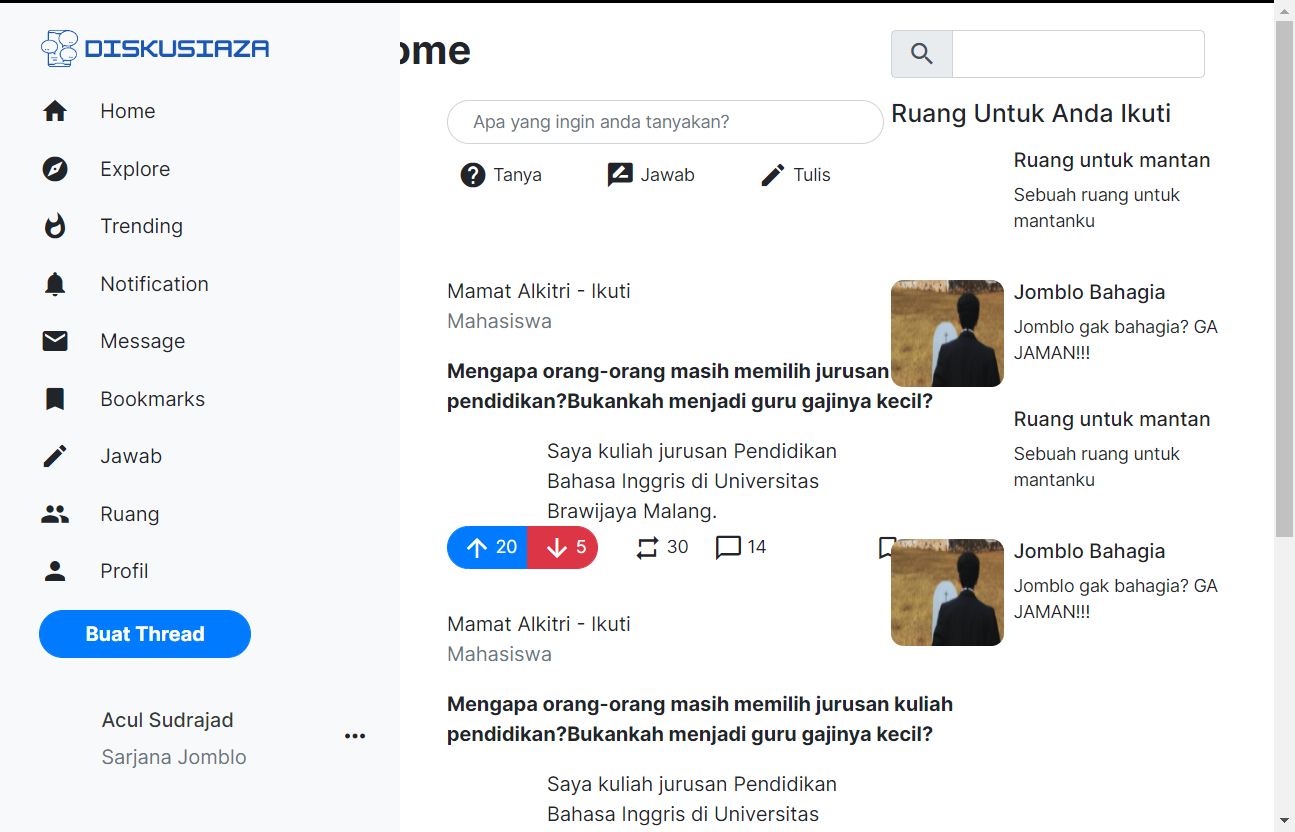 DISKUSIAZA
Home
Explore
Trending
Notification
Message
Bookmarks
Jawab
Ruang
Profil
Buat Thread
Acul Sudrajad
Sarjana Jomblo
ome
Apa yang ingin anda tanyakan?
Tanya
Jawab
Tulis
Mamat Alkitri - Ikuti
Mahasiswa
Mengapa orang-orang masih memilih jurusan
pendidikan?Bukankah menjadi guru gajinya kecil?
Saya kuliah jurusan Pendidikan
Bahasa Inggris di Universitas
Brawijaya Malang.
20
5
30
14
Mamat Alkitri - Ikuti
Mahasiswa
Mengapa orang-orang masih memilih jurusan kuliah
pendidikan?Bukankah menjadi guru gajinya kecil?
Saya kuliah jurusan Pendidikan
Bahasa Inggris di Universitas
Ruang Untuk Anda Ikuti
Ruang untuk mantan
Sebuah ruang untuk
mantanku
Jomblo Bahagia
Jomblo gak bahagia? GA
JAMAN!!!
Ruang untuk mantan
Sebuah ruang untuk
mantanku
Jomblo Bahagia
Jomblo gak bahagia? GA
JAMAN!!!